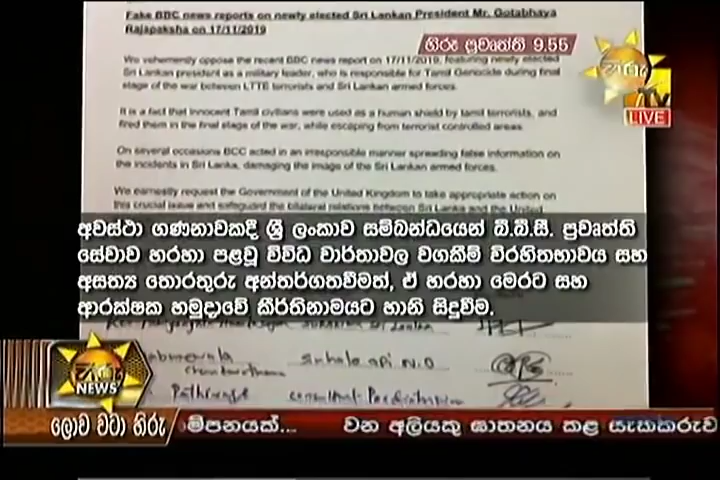 Fake BBC news reports on newly elected Sri Lankan President Mr. Gotabhaya
Rajapaksha on 17/11/2019
හිරු ප්‍රවෘත්ති 9.55
හිරු
TV
LIVE
We vehemently oppose the recent BBC news report on 17/11/2019, featuring newly elected
Sri Lankan president as a military leader, who is responsible for Tamil Genocide during final
stage of the war between LTTE terrorists and Sri Lankan armed forces.
It is a fact that innocent Tamil civilians were used as a human shield by tamil terrorists, and
fired them in the final stage of the war, while escaping from terrorist controlled areas.
On several occasions BCC acted in an irresponsible manner spreading false information on
the incidents in Sri Lanka, damaging the image of the Sri Lankan armed forces.
We earnestly request the Government of the United Kingdom to take appropriate action on
this crucial issue and safeguard the bilateral relations between Sri Lanka and the United
අවස්ථා ගණනාවකදී ශ්‍රී ලංකාව සම්බන්ධයෙන් බී.බී.සී. ප්‍රවෘත්ති
සේවාව හරහා පළවූ විවිධ වාර්තාවල වගකීම් විරහිතභාවය සහ
අසත්‍ය තොරතුරු අන්තර්ගතවීමත්, ඒ හරහා මෙරට සහ
ආරක්ෂක හමුදාවේ කීර්තිනාමයට හානි සිදුවීම.
Sinhale api N.O
Pathirage consultant Paediatrician
හිරු
NEWS
ලොව වටා හිරු
මිපනයක්... වන අලියකු ඝාතනය කළ සැකකරුව